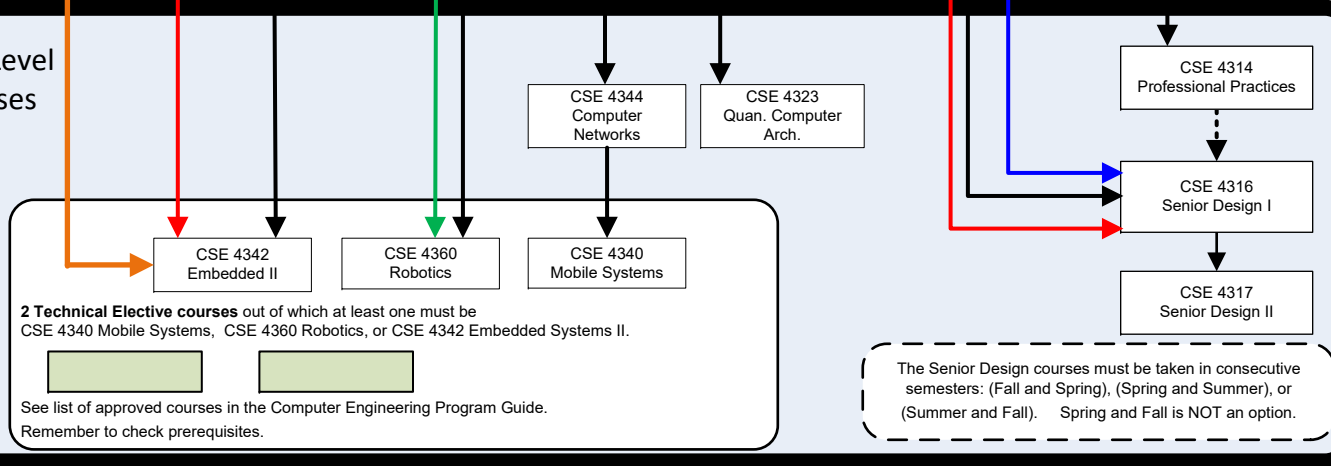 CSE 4314
Professional Practices
CSE 4344
Computer
Networks
CSE 4323
Quan. Computer
Arch.
CSE 4316
Senior Design I
CSE 4342
Embedded II
CSE 4360
Robotics
CSE 4340
Mobile Systems
CSE 4317
Senior Design II
2 Technical Elective courses out of which at least one must be
CSE 4340 Mobile Systems, CSE 4360 Robotics, or CSE 4342 Embedded Systems II.
See list of approved courses in the Computer Engineering Program Guide.
Remember to check prerequisites.
The Senior Design courses must be taken in consecutive
semesters: (Fall and Spring), (Spring and Summer), or
(Summer and Fall). Spring and Fall is NOT an option.